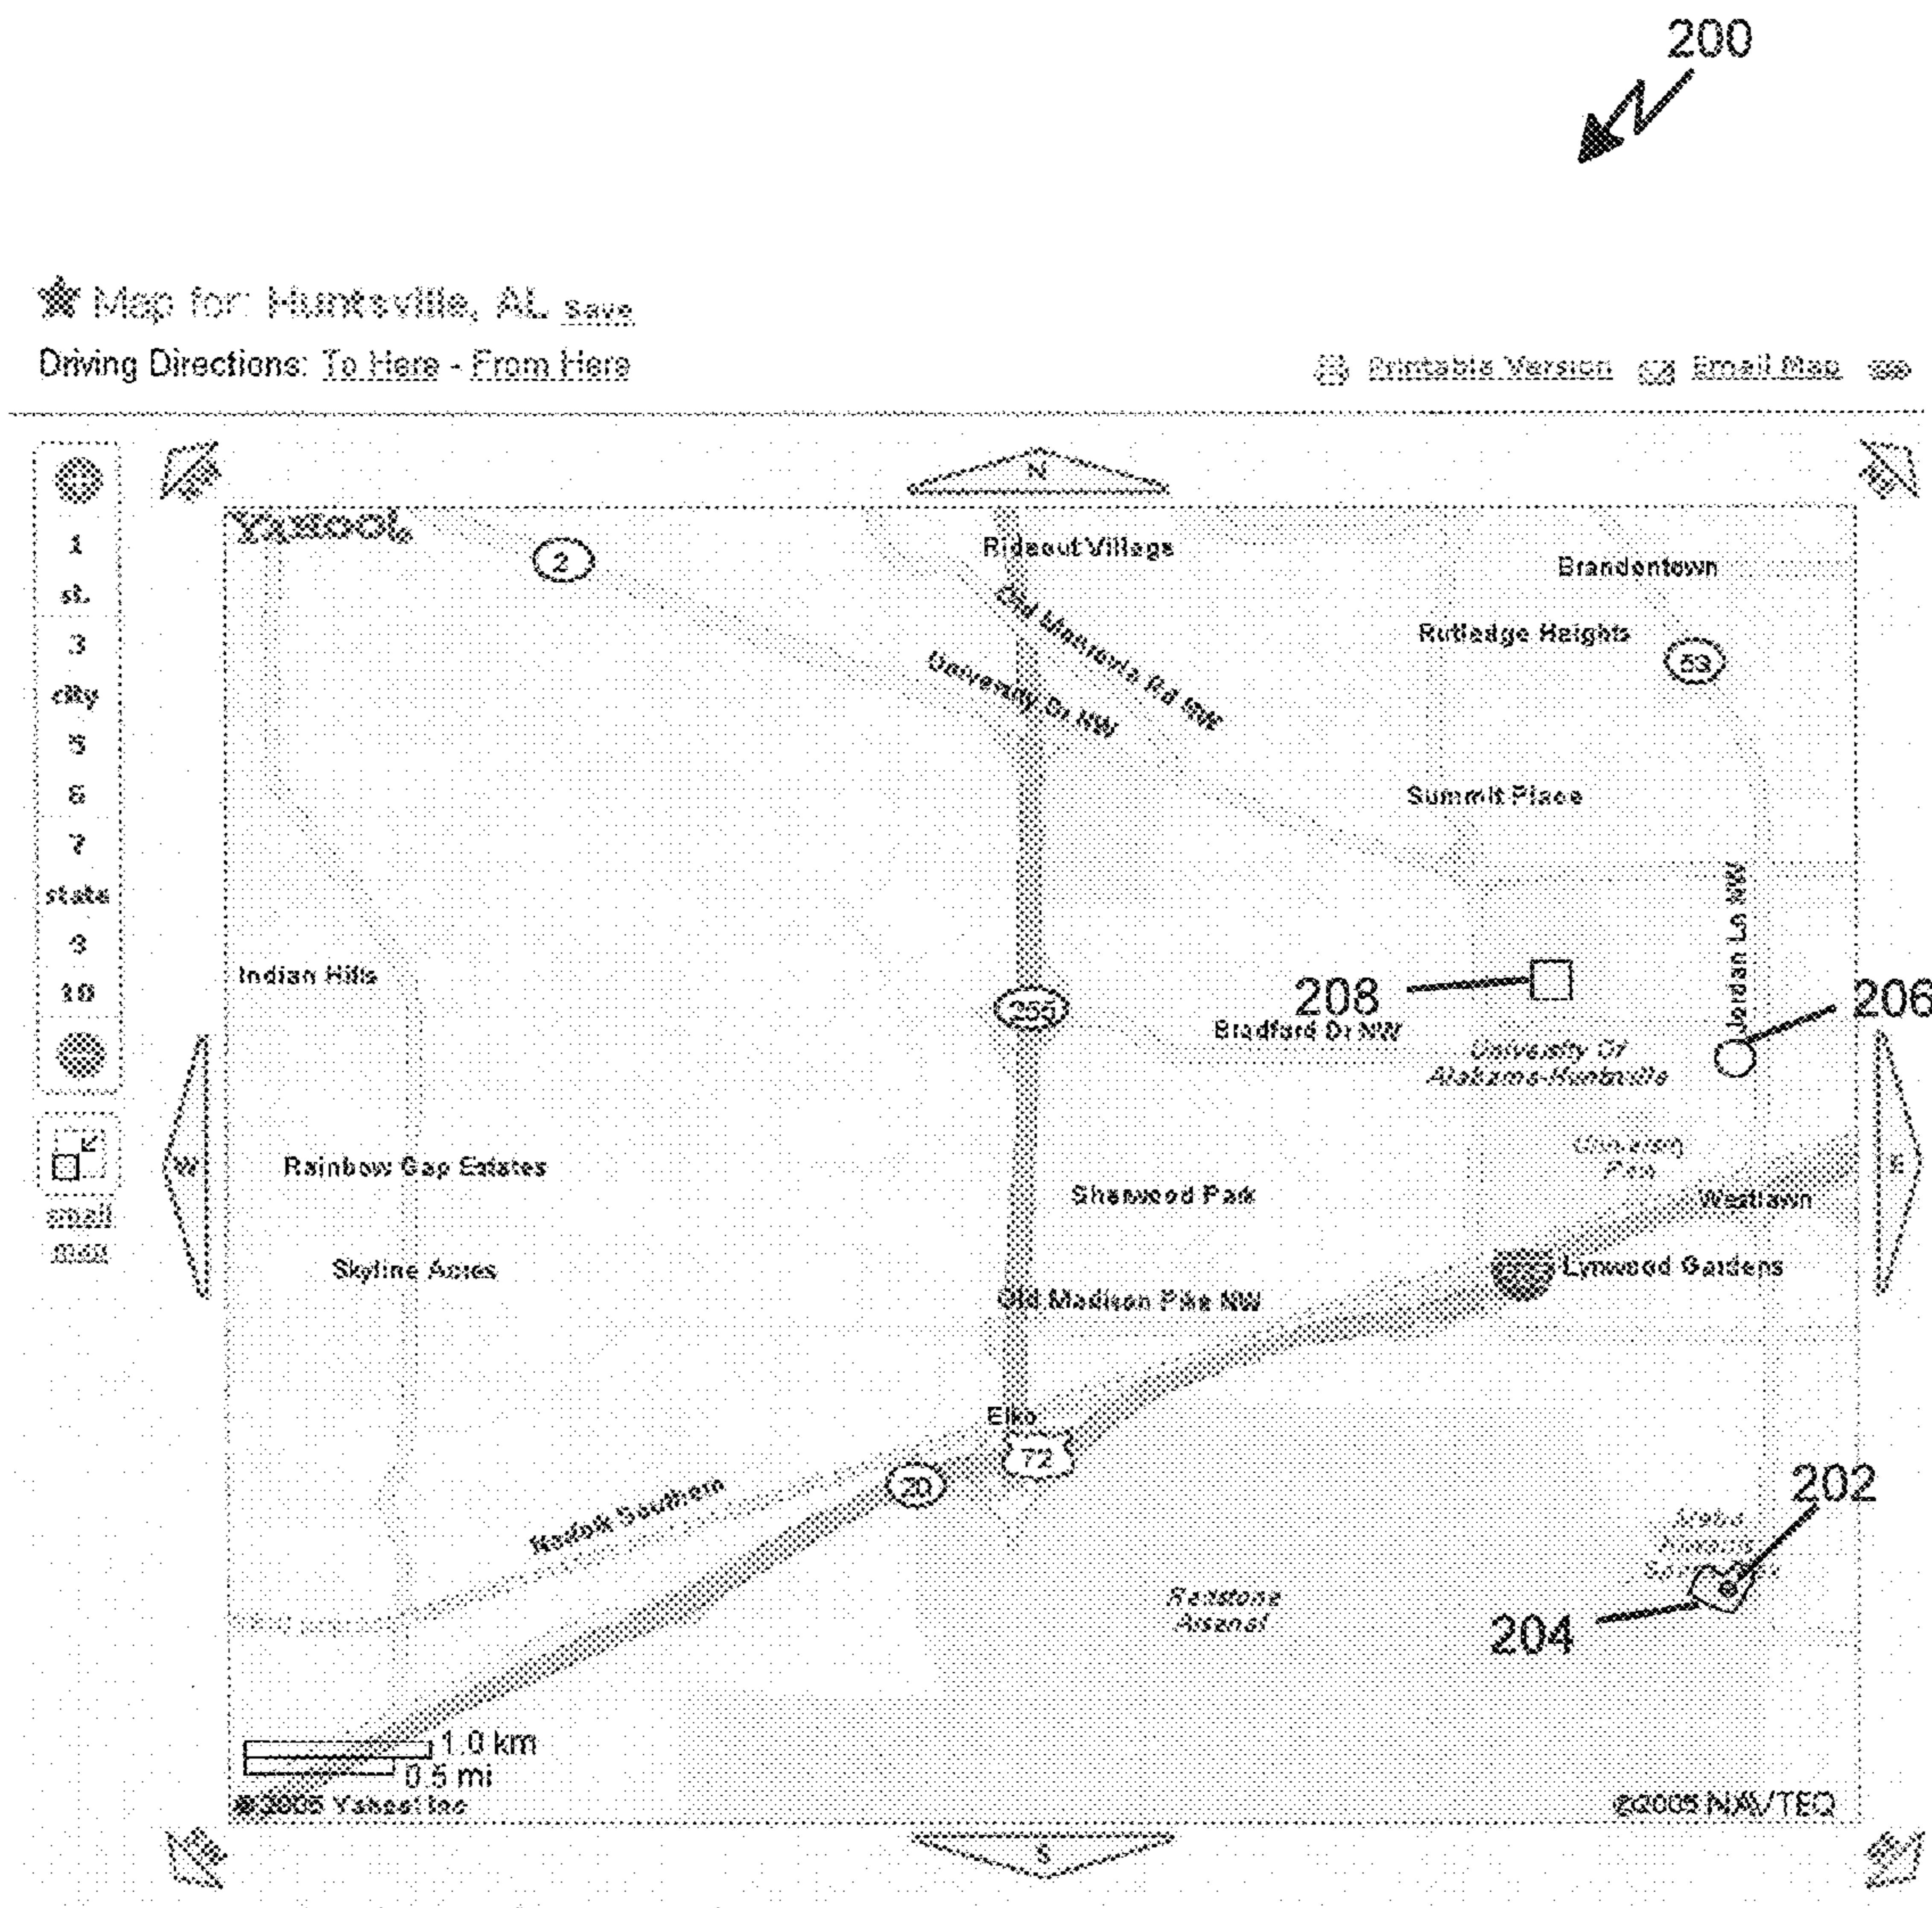 200
Map for: Huntsville, AL Save
Driving Directions: To Here - From Here
Printable Version
Email Map
N
YAHOO!
2
Rideout Village
Brandontown
1
st.
3
city
5
6
7
state
9
10
Old Monrovia Rd NW
Rutledge Heights
53
University Dr NW
Summit Place
Jordan Ln NW
Indian Hills
255
208
206
Bradford Dr NW
University Of
Alabama-Huntsville
W
Rainbow Gap Estates
E
Sherwood Park
Westlawn
small
map
Skyline Acres
Lynwood Gardens
Old Madison Pike NW
Elko
72
20
Norfolk Southern
202
Redstone
Arsenal
204
1.0 km
0.5 mi
©2005 Yahoo! Inc
©2005 NAVTEQ
S